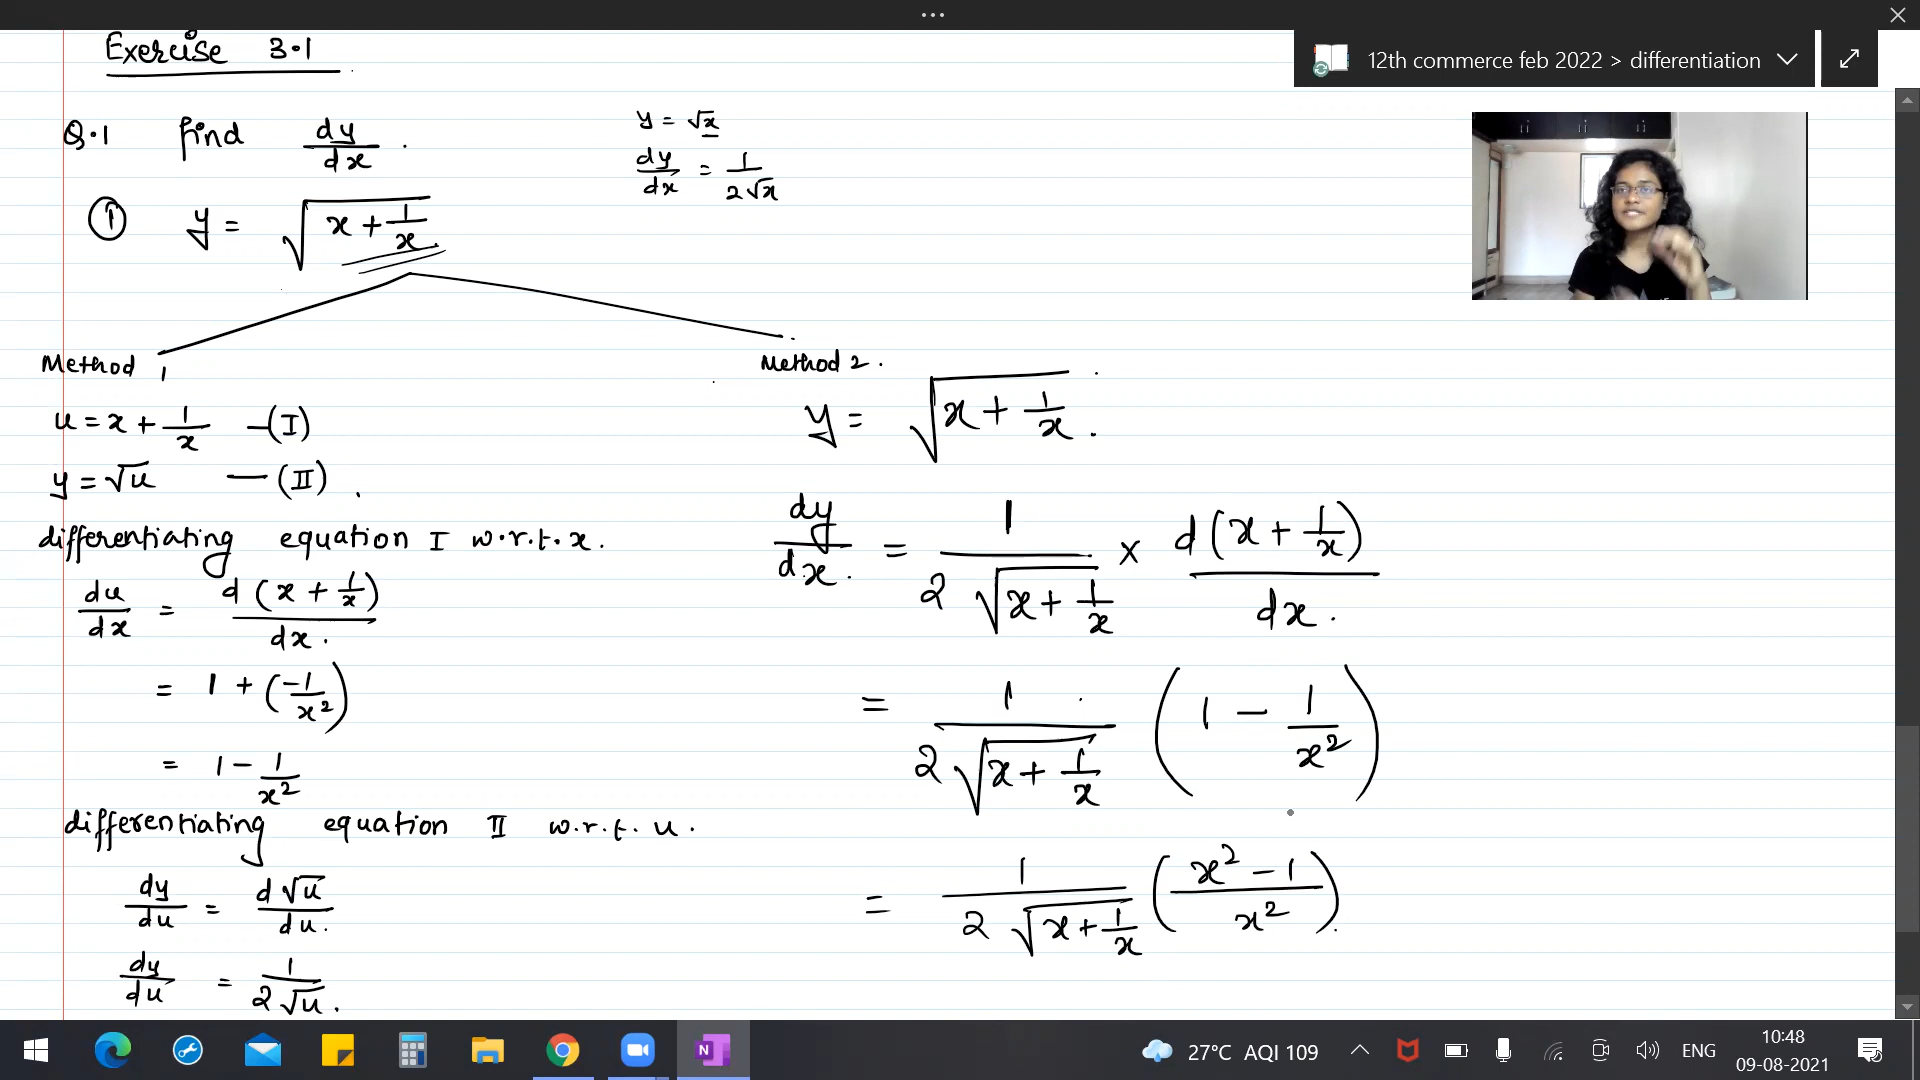 Exercise 3.1
12th commerce feb 2022 > differentiation
Q.1 find dy/dx.
y = √x
dy/dx = 1/(2√x)
① y = √(x + 1/x)
Method 1
u = x + 1/x —(I)
y = √u —(II).
differentiating equation I w.r.t. x.
du/dx = d(x + 1/x)/dx.
= 1 + (-1/x²)
= 1 - 1/x²
differentiating equation II w.r.t. u.
dy/du = d√u/du.
dy/du = 1/(2√u).
Method 2.
y = √(x + 1/x).
dy/dx. = 1/(2√(x + 1/x)) × d(x + 1/x)/dx.
= 1/(2√(x + 1/x)) (1 - 1/x²)
= 1/(2√(x + 1/x)) ((x² - 1)/x²).
27°C AQI 109
ENG
10:48
09-08-2021